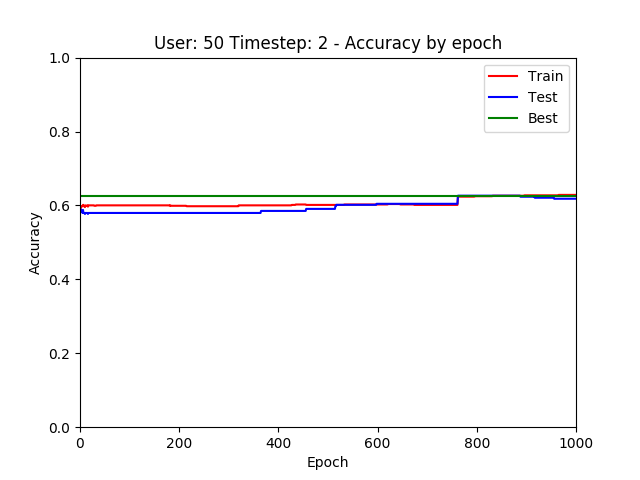 User: 50 Timestep: 2 - Accuracy by epoch
1.0
0.8
0.6
0.4
0.2
0.0
Accuracy
Train
Test
Best
0 200 400 600 800 1000
Epoch